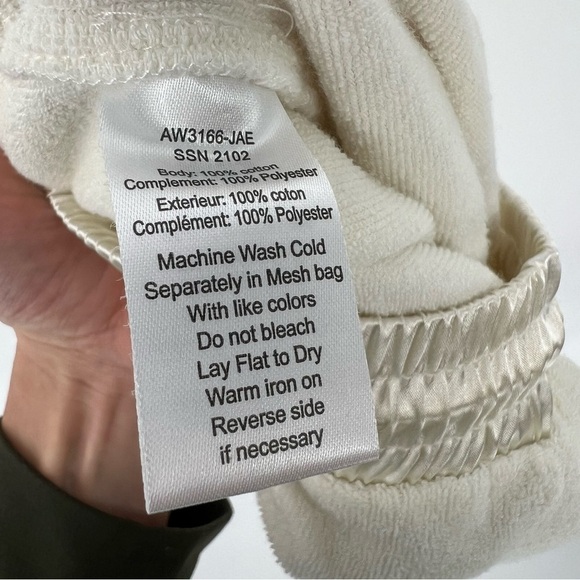 AW3166-JAE
SSN 2102
Body: 100% cotton
Complement: 100% Polyester
Exterieur: 100% coton
Complément: 100% Polyester
Machine Wash Cold
Separately in Mesh bag
With like colors
Do not bleach
Lay Flat to Dry
Warm iron on
Reverse side
if necessary